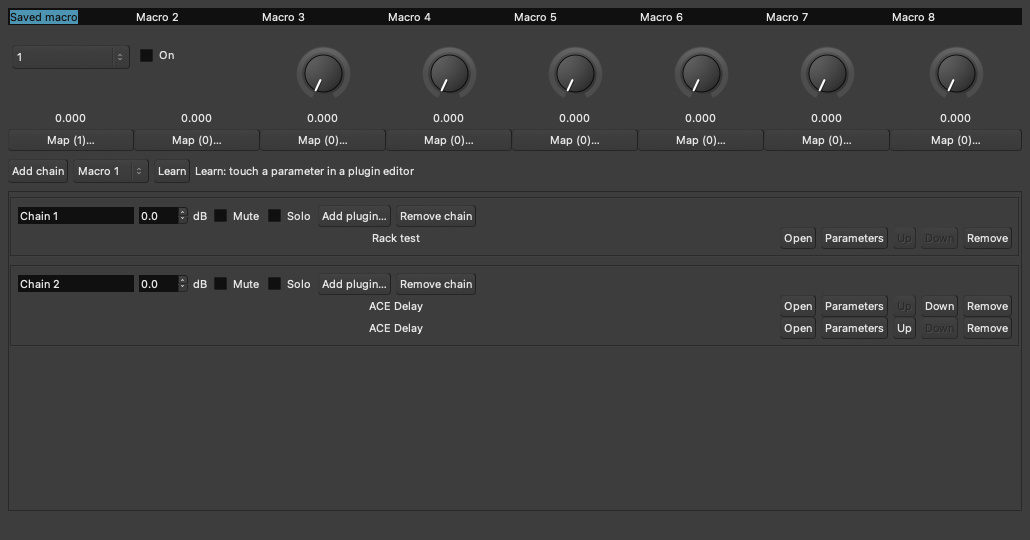 Saved macro Macro 2 Macro 3 Macro 4 Macro 5 Macro 6 Macro 7 Macro 8
1 On
0.000 0.000 0.000 0.000 0.000 0.000 0.000 0.000
Map (1)... Map (0)... Map (0)... Map (0)... Map (0)... Map (0)... Map (0)... Map (0)...
Add chain Macro 1 Learn Learn: touch a parameter in a plugin editor
Chain 1 0.0 dB Mute Solo Add plugin... Remove chain
Rack test Open Parameters Up Down Remove
Chain 2 0.0 dB Mute Solo Add plugin... Remove chain
ACE Delay Open Parameters Up Down Remove
ACE Delay Open Parameters Up Down Remove